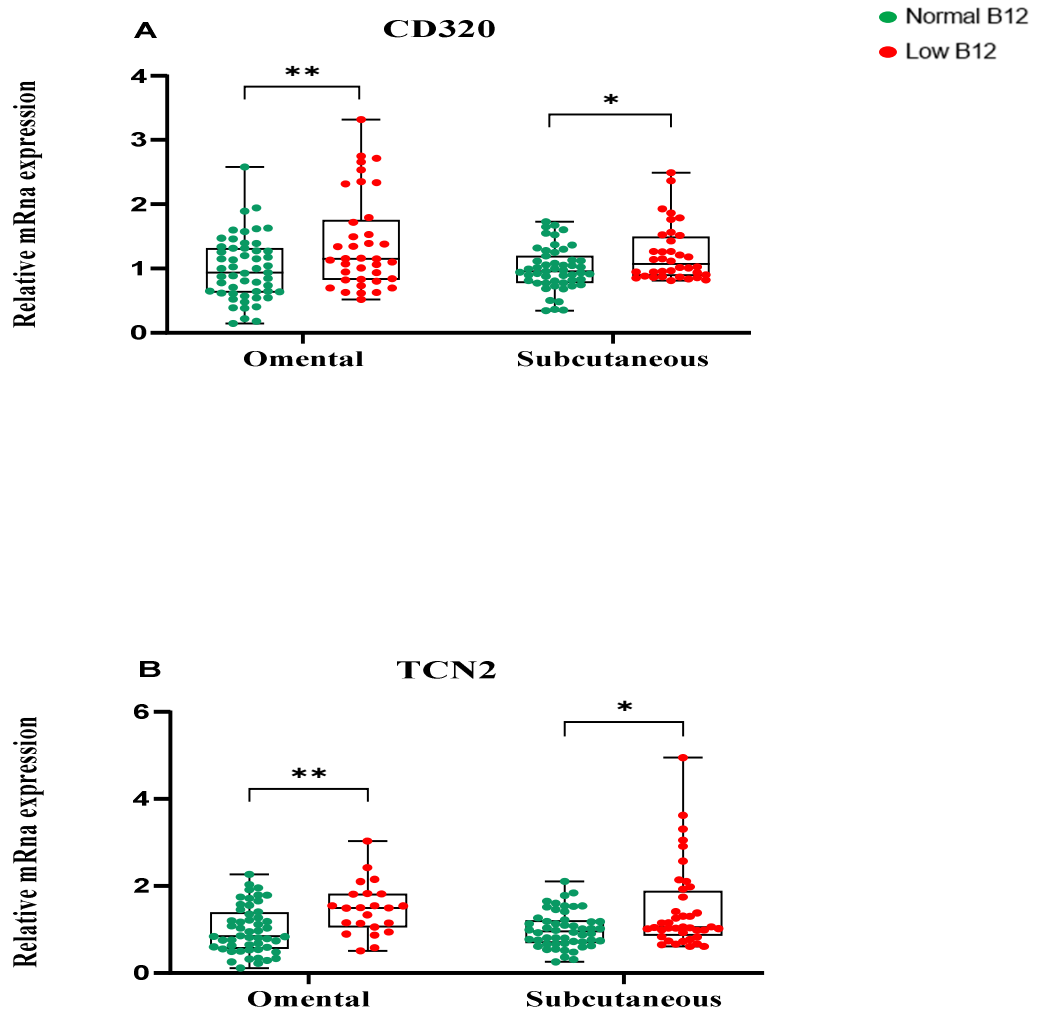 A
CD320
Normal B12
Low B12
Relative mRna expression
4
3
2
1
0
**
*
Omental
Subcutaneous
B
TCN2
Relative mRna expression
6
4
2
0
**
*
Omental
Subcutaneous